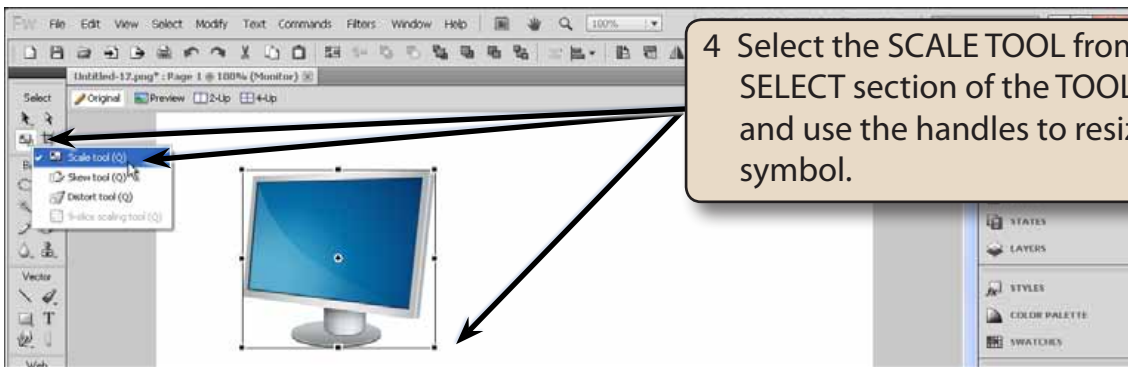 Fw File Edit View Select Modify Text Commands Filters Window Help 100%
Untitled-12.png* : Page 1 @ 100% (Monitor)
Select Original Preview 2-Up 4-Up
Scale tool (Q)
Skew tool (Q)
Distort tool (Q)
9-slice scaling tool (Q)
Vector
T
Web
4 Select the SCALE TOOL from
SELECT section of the TOOL
and use the handles to resiz
symbol.
STATES
LAYERS
STYLES
COLOR PALETTE
SWATCHES